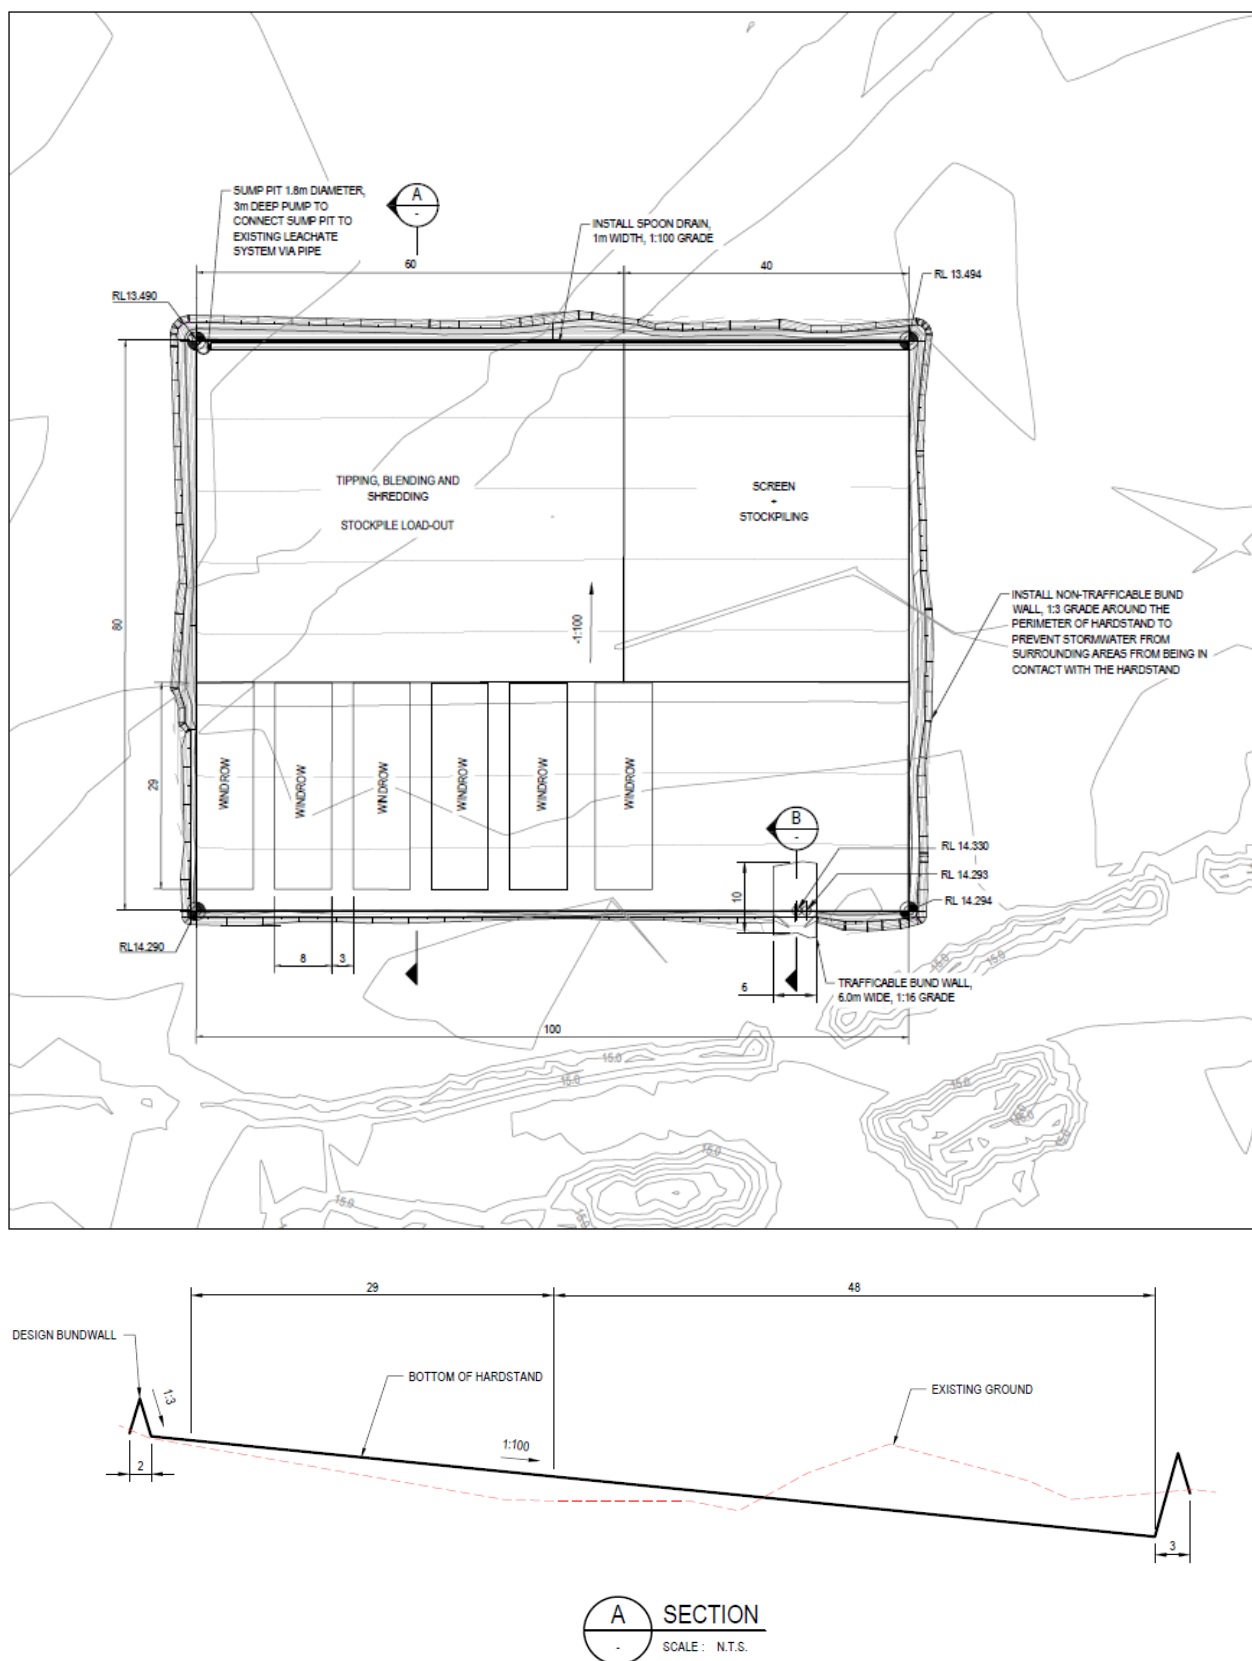 SUMP PIT 1.8m DIAMETER,
3m DEEP PUMP TO
CONNECT SUMP PIT TO
EXISTING LEACHATE
SYSTEM VIA PIPE
A
-
INSTALL SPOON DRAIN,
1m WIDTH, 1:100 GRADE
60
40
RL 13.494
RL13.490
TIPPING, BLENDING AND
SHREDDING
STOCKPILE LOAD-OUT
SCREEN
+
STOCKPILING
80
-1:100
INSTALL NON-TRAFFICABLE BUND
WALL, 1:3 GRADE AROUND THE
PERIMETER OF HARDSTAND TO
PREVENT STORMWATER FROM
SURROUNDING AREAS FROM BEING IN
CONTACT WITH THE HARDSTAND
29
WINDROW
WINDROW
WINDROW
WINDROW
WINDROW
WINDROW
B
-
RL 14.330
RL 14.293
RL 14.294
10
RL14.290
8
3
6
TRAFFICABLE BUND WALL,
6.0m WIDE, 1:16 GRADE
100
15.0
15.0
15.0
15.0
15.0
15.0
15.0
15.0
15.0
15.0
29
48
DESIGN BUNDWALL
1:3
BOTTOM OF HARDSTAND
EXISTING GROUND
1:100
2
3
A
-
SECTION
SCALE : N.T.S.